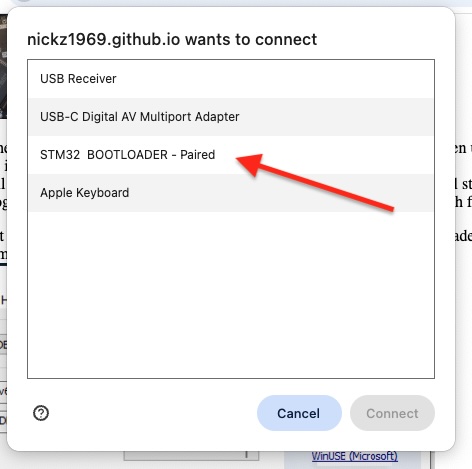 nickz1969.github.io wants to connect
USB Receiver
USB-C Digital AV Multiport Adapter
STM32 BOOTLOADER - Paired
Apple Keyboard
Cancel
Connect
WinUSE (Microsoft)